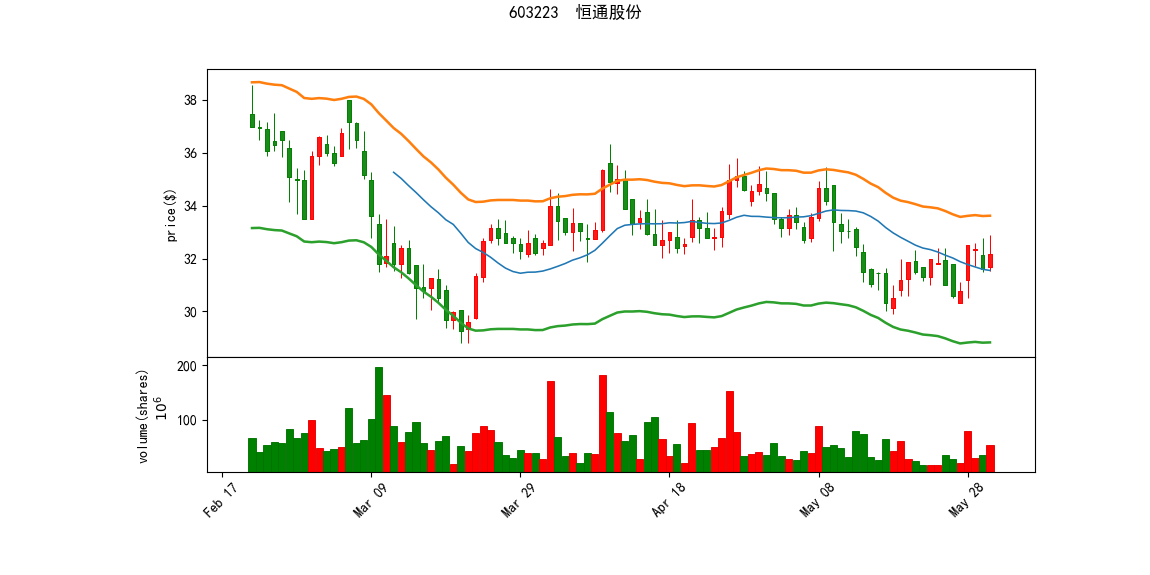 603223 恒通股份
price($)
38
36
34
32
30
volume(shares)
10^6
200
100
Feb 17
Mar 09
Mar 29
Apr 18
May 08
May 28